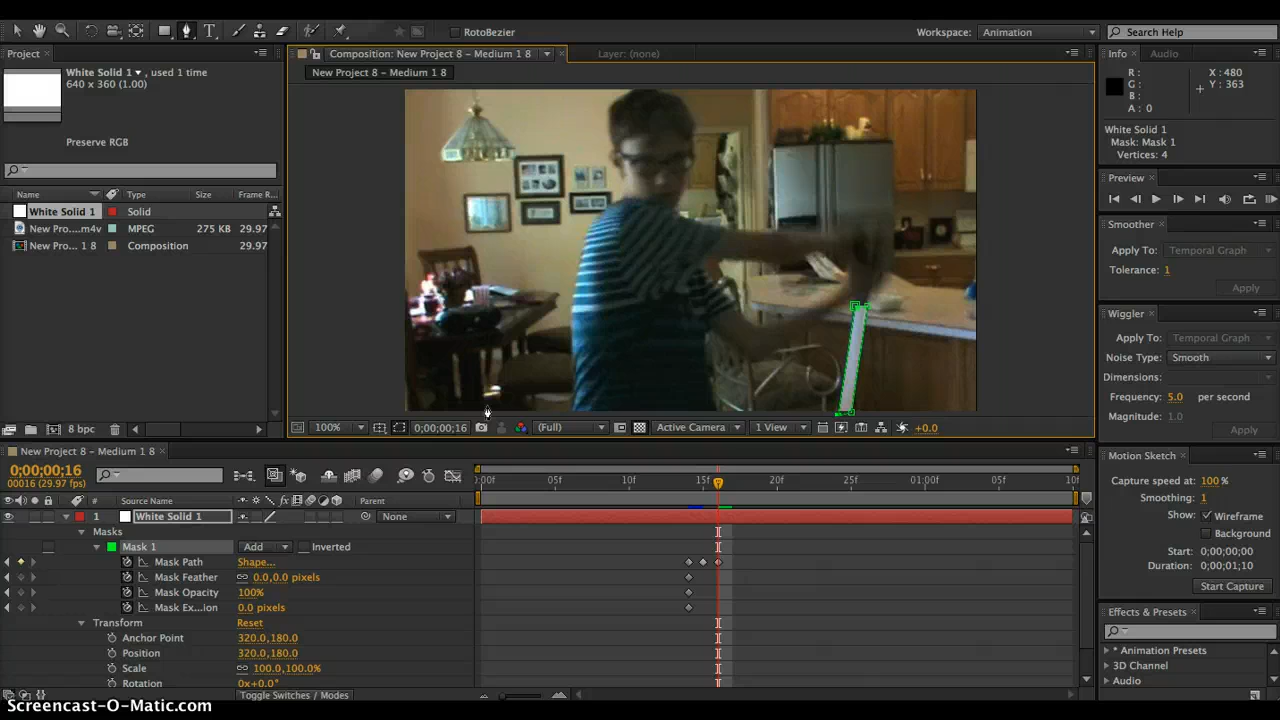 RotoBezier
Workspace: Animation
Search Help
Project
Composition: New Project 8 – Medium 1 8
Layer: (none)
Info
Audio
White Solid 1, used 1 time
640 x 360 (1.00)
New Project 8 – Medium 1 8
R:
X: 480
G:
Y: 363
B:
A: 0
Preserve RGB
White Solid 1
Mask: Mask 1
Vertices: 4
Preview
Name
Type
Size
Frame R
White Solid 1
Solid
New Pro....m4v
MPEG
275 KB
29.97
New Pro... 1 8
Composition
29.97
Smoother
Apply To: Temporal Graph
Tolerance: 1
Apply
Wiggler
Apply To: Temporal Graph
Noise Type: Smooth
Dimensions:
Frequency: 5.0 per second
Magnitude: 1.0
Apply
8 bpc
100%
0;00;00;16
(Full)
Active Camera
1 View
+0.0
New Project 8 – Medium 1 8
0;00;00;16
00016 (29.97 fps)
:00f
05f
10f
15f
20f
25f
01:00f
05f
10f
#
Source Name
Parent
1
White Solid 1
None
Masks
Mask 1
Add
Inverted
Mask Path
Shape...
Mask Feather
0.0,0.0 pixels
Mask Opacity
100%
Mask Ex...ion
0.0 pixels
Transform
Reset
Anchor Point
320.0,180.0
Position
320.0,180.0
Scale
100.0,100.0%
Rotation
0x+0.0°
Toggle Switches / Modes
Motion Sketch
Capture speed at: 100 %
Smoothing: 1
Show: Wireframe
Background
Start: 0;00;00;00
Duration: 0;00;01;10
Start Capture
Effects & Presets
* Animation Presets
3D Channel
Audio
Screencast-O-Matic.com